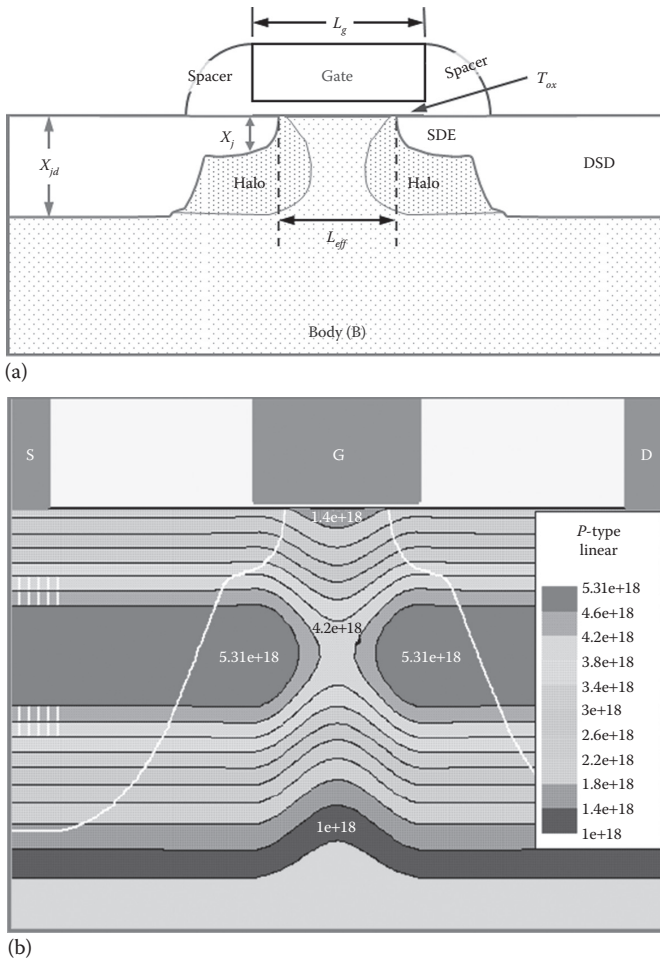 L_g
Spacer
Gate
Spacer
T_ox
X_j
SDE
X_jd
Halo
Halo
DSD
L_eff
Body (B)
(a)
S
G
D
1.4e+18
P-type
linear
5.31e+18
4.6e+18
4.2e+18
3.8e+18
3.4e+18
3e+18
2.6e+18
2.2e+18
1.8e+18
1.4e+18
1e+18
4.2e+18
5.31e+18
5.31e+18
1e+18
(b)